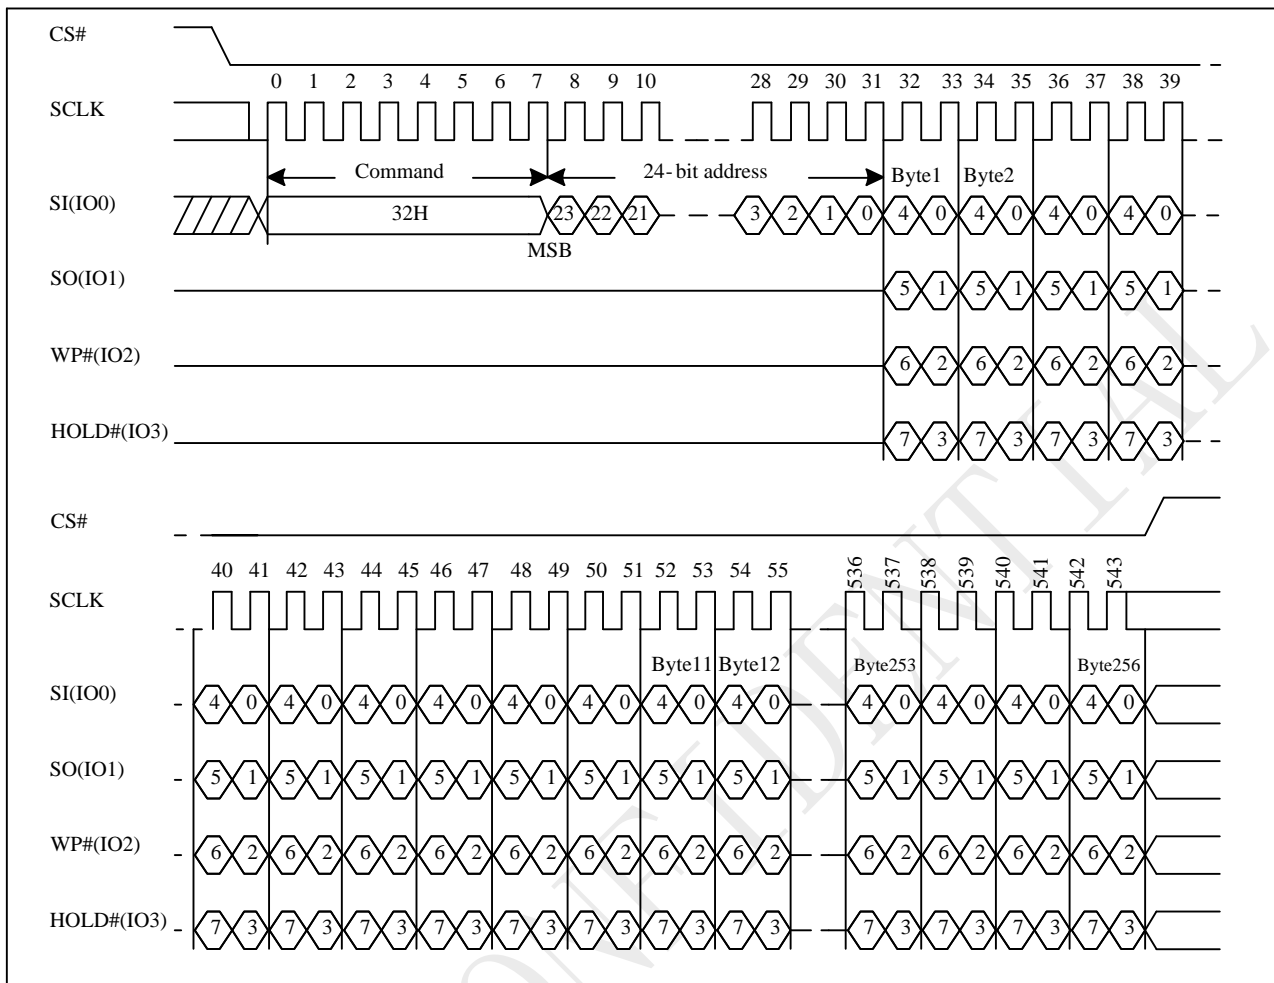 CS#
0 1 2 3 4 5 6 7 8 9 10 28 29 30 31 32 33 34 35 36 37 38 39
SCLK
Command 24-bit address Byte1 Byte2
SI(IO0) 32H 23 22 21 3 2 1 0 4 0 4 0 4 0 4 0
MSB
SO(IO1) 5 1 5 1 5 1 5 1
WP#(IO2) 6 2 6 2 6 2 6 2
HOLD#(IO3) 7 3 7 3 7 3 7 3
CS#
40 41 42 43 44 45 46 47 48 49 50 51 52 53 54 55 536 537 538 539 540 541 542 543
SCLK
Byte11 Byte12 Byte253 Byte256
SI(IO0) 4 0 4 0 4 0 4 0 4 0 4 0 4 0 4 0 4 0 4 0 4 0 4 0
SO(IO1) 5 1 5 1 5 1 5 1 5 1 5 1 5 1 5 1 5 1 5 1 5 1 5 1
WP#(IO2) 6 2 6 2 6 2 6 2 6 2 6 2 6 2 6 2 6 2 6 2 6 2 6 2
HOLD#(IO3) 7 3 7 3 7 3 7 3 7 3 7 3 7 3 7 3 7 3 7 3 7 3 7 3